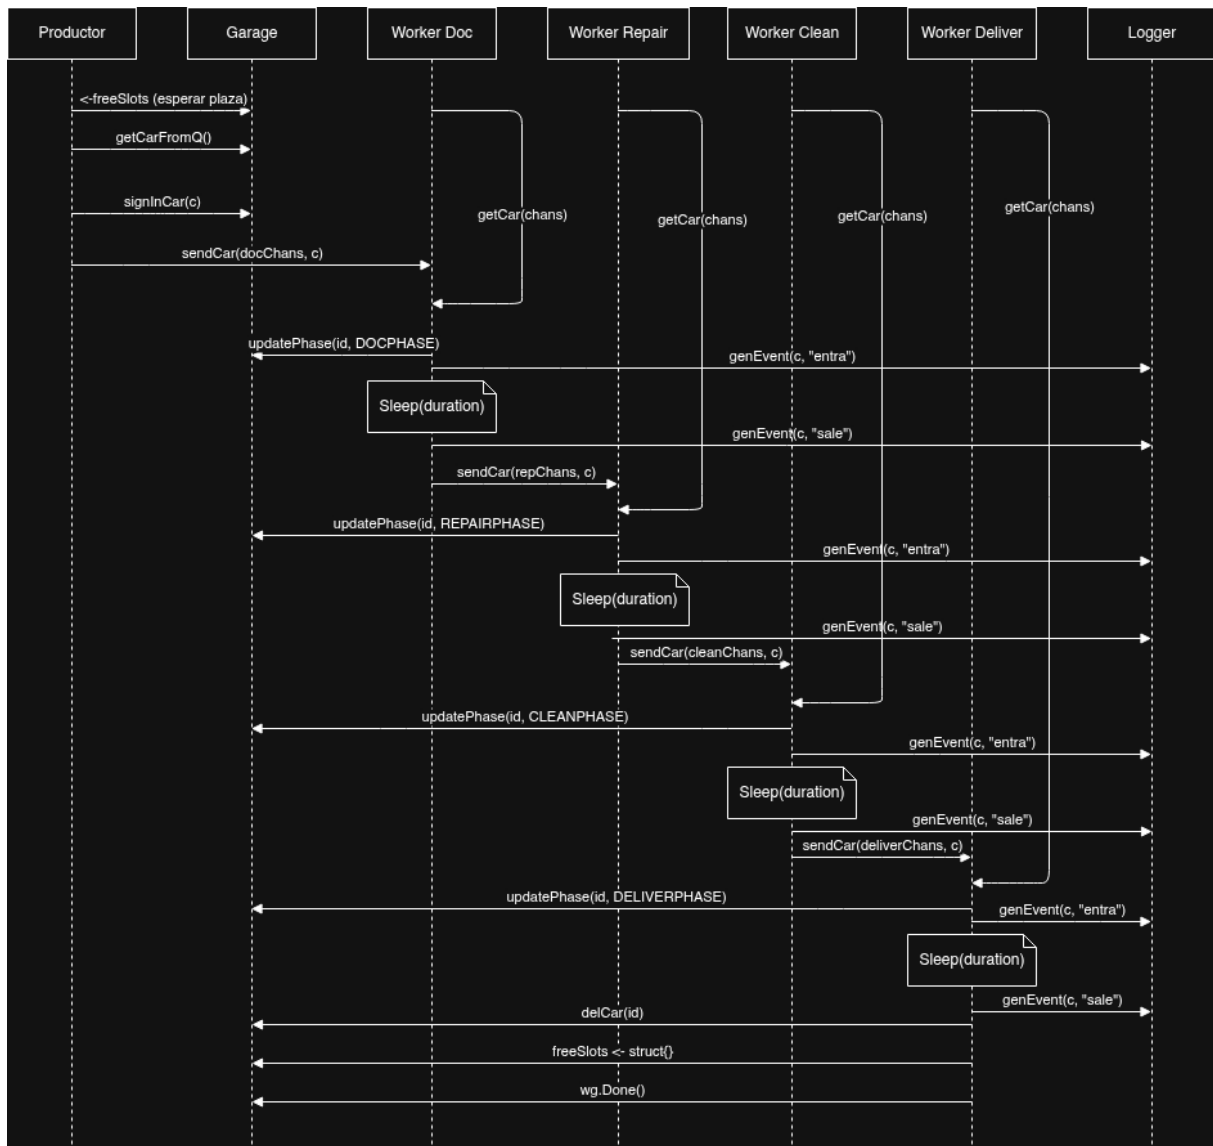 Productor
Garage
Worker Doc
Worker Repair
Worker Clean
Worker Deliver
Logger
<-freeSlots (esperar plaza)
getCarFromQ()
signInCar(c)
getCar(chans)
getCar(chans)
getCar(chans)
getCar(chans)
sendCar(docChans, c)
updatePhase(id, DOCPHASE)
genEvent(c, "entra")
Sleep(duration)
genEvent(c, "sale")
sendCar(repChans, c)
updatePhase(id, REPAIRPHASE)
genEvent(c, "entra")
Sleep(duration)
genEvent(c, "sale")
sendCar(cleanChans, c)
updatePhase(id, CLEANPHASE)
genEvent(c, "entra")
Sleep(duration)
genEvent(c, "sale")
sendCar(deliverChans, c)
updatePhase(id, DELIVERPHASE)
genEvent(c, "entra")
Sleep(duration)
genEvent(c, "sale")
delCar(id)
freeSlots <- struct{}
wg.Done()